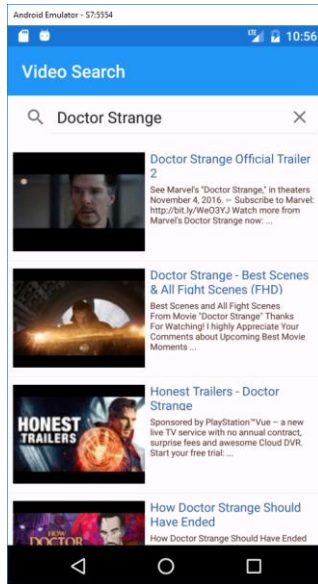 Android Emulator - S7:5554
LTE 10:56
Video Search
Doctor Strange
Doctor Strange Official Trailer
2
See Marvel's "Doctor Strange," in theaters
November 4, 2016. ► Subscribe to Marvel:
http://bit.ly/WeO3YJ Watch more from
Marvel's Doctor Strange now: ...
Doctor Strange - Best Scenes
& All Fight Scenes (FHD)
Best Scenes and All Fight Scenes
From Movie "Doctor Strange" Thanks
For Watching! I highly Appreciate Your
Comments about Upcoming Best Movie
Moments ...
HONEST
TRAILERS
Honest Trailers - Doctor
Strange
Sponsored by PlayStation™Vue – a new
live TV service with no annual contract,
surprise fees and awesome Cloud DVR.
Start your free trial: ...
HOW
DOCTOR
How Doctor Strange Should
Have Ended
How Doctor Strange Should Have Ended